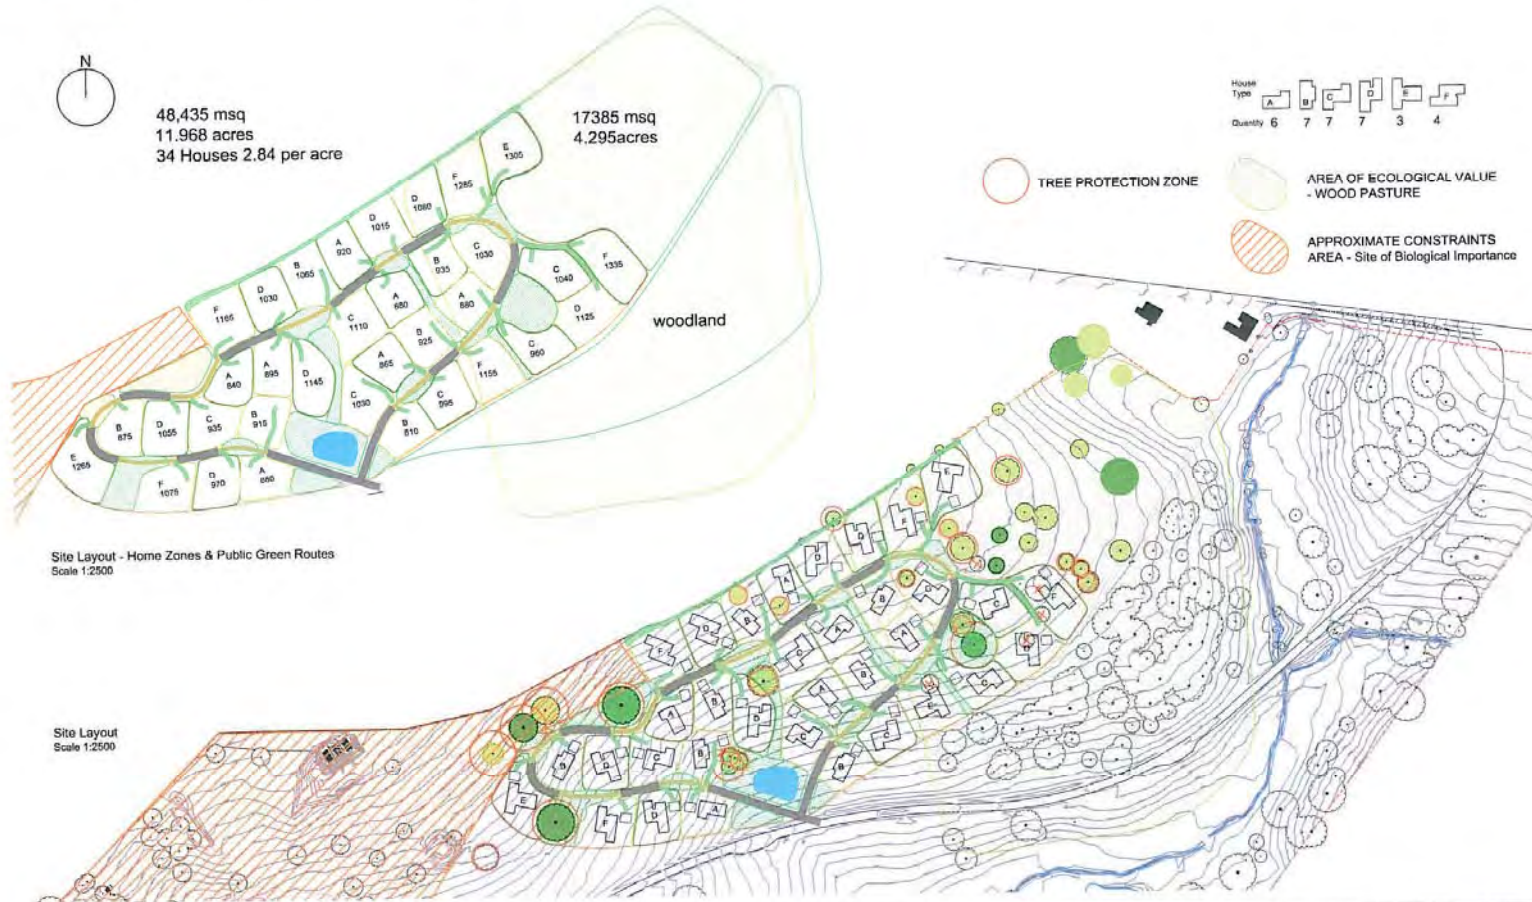 N
48,435 msq
11.968 acres
34 Houses 2.84 per acre
17385 msq
4.295acres
House
Type
A B C D E F
Quantity 6 7 7 7 3 4
TREE PROTECTION ZONE
AREA OF ECOLOGICAL VALUE
- WOOD PASTURE
APPROXIMATE CONSTRAINTS
AREA - Site of Biological Importance
E
1305
F
1285
D
1060
D
1015
A
920
B
1065
D
1030
F
1165
C
1030
B
935
A
880
A
680
C
1110
C
1040
F
1335
D
1125
C
960
B
925
A
865
F
1155
C
1030
C
995
B
810
A
840
A
895
D
1145
B
875
D
1055
C
935
B
915
E
1265
F
1075
D
970
A
880
woodland
Site Layout - Home Zones & Public Green Routes
Scale 1:2500
E
F
D
D
A
B
D
F
B
D
C
F
A
C
A
B
C
C
E
C
B
A
B
D
B
D
C
B
E
F
D
A
Site Layout
Scale 1:2500